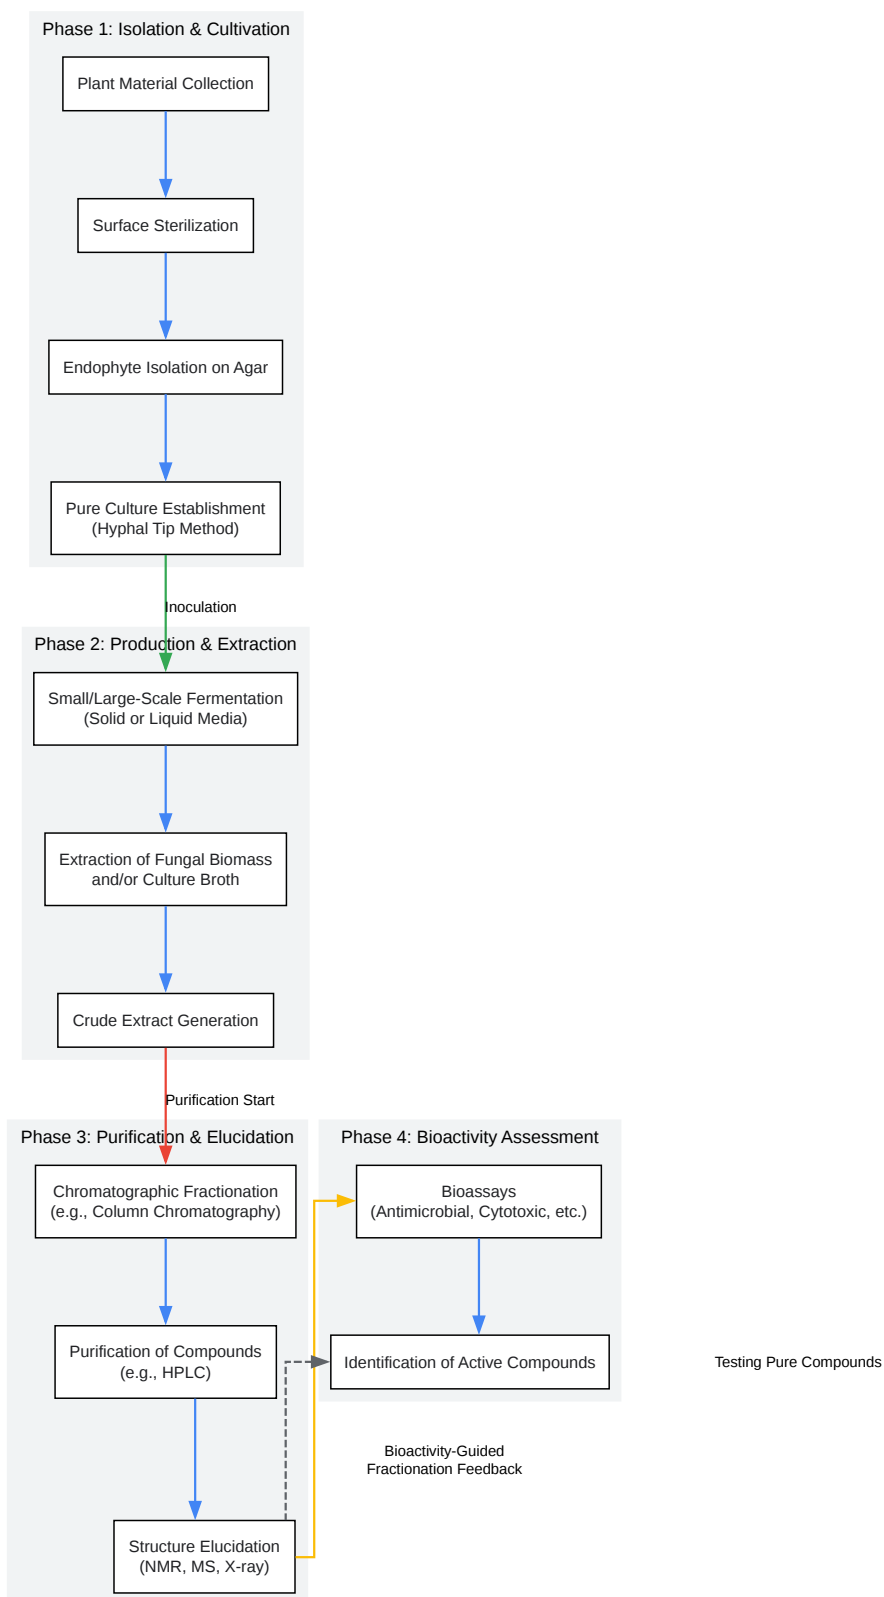 Phase 1: Isolation & Cultivation
Plant Material Collection
Surface Sterilization
Endophyte Isolation on Agar
Pure Culture Establishment
(Hyphal Tip Method)
Inoculation
Phase 2: Production & Extraction
Small/Large-Scale Fermentation
(Solid or Liquid Media)
Extraction of Fungal Biomass
and/or Culture Broth
Crude Extract Generation
Purification Start
Phase 3: Purification & Elucidation
Chromatographic Fractionation
(e.g., Column Chromatography)
Purification of Compounds
(e.g., HPLC)
Structure Elucidation
(NMR, MS, X-ray)
Phase 4: Bioactivity Assessment
Bioassays
(Antimicrobial, Cytotoxic, etc.)
Identification of Active Compounds
Testing Pure Compounds
Bioactivity-Guided
Fractionation Feedback